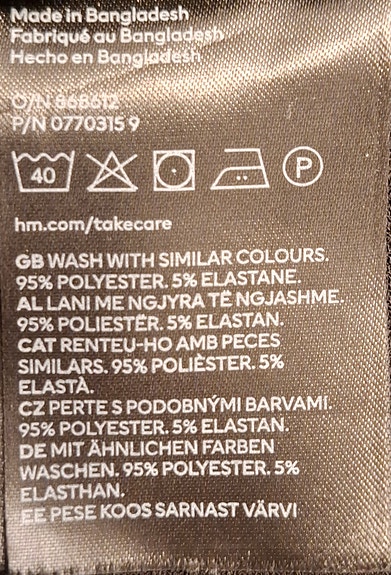 Made in Bangladesh
Fabriqué au Bangladesh
Hecho en Bangladesh
O/N 868612
P/N 0770315 9
40 P
hm.com/takecare
GB WASH WITH SIMILAR COLOURS.
95% POLYESTER. 5% ELASTANE.
AL LANI ME NGJYRA TË NGJASHME.
95% POLIESTËR. 5% ELASTAN.
CAT RENTEU-HO AMB PECES
SIMILARS. 95% POLIÈSTER. 5%
ELASTÀ.
CZ PERTE S PODOBNÝMI BARVAMI.
95% POLYESTER. 5% ELASTAN.
DE MIT ÄHNLICHEN FARBEN
WASCHEN. 95% POLYESTER. 5%
ELASTHAN.
EE PESE KOOS SARNAST VÄRVI